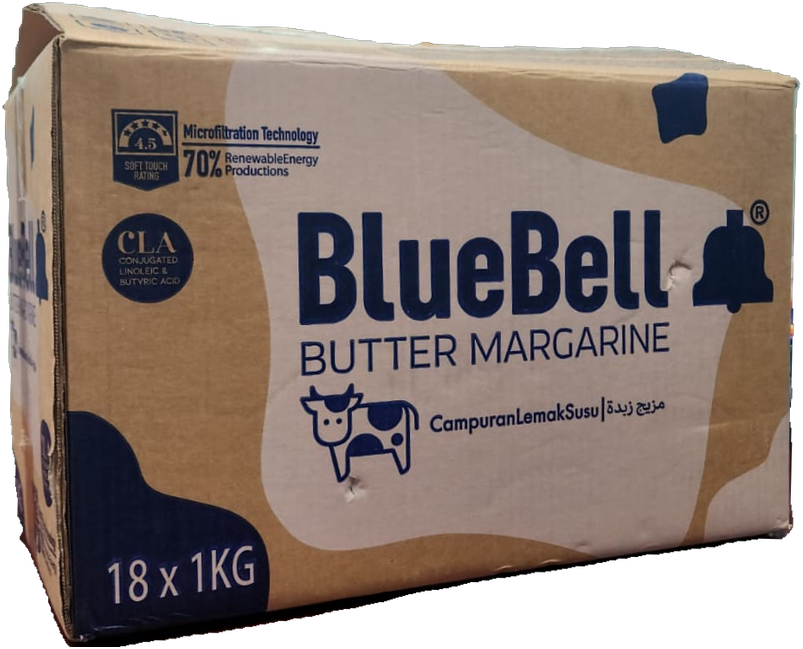 4.5
SOFT TOUCH
RATING
Microfiltration Technology
70% RenewableEnergy
Productions
CLA
CONJUGATED
LINOLEIC &
BUTYRIC ACID
BlueBell ®
BUTTER MARGARINE
CampuranLemakSusu|مزيج زبدة
18 x 1KG